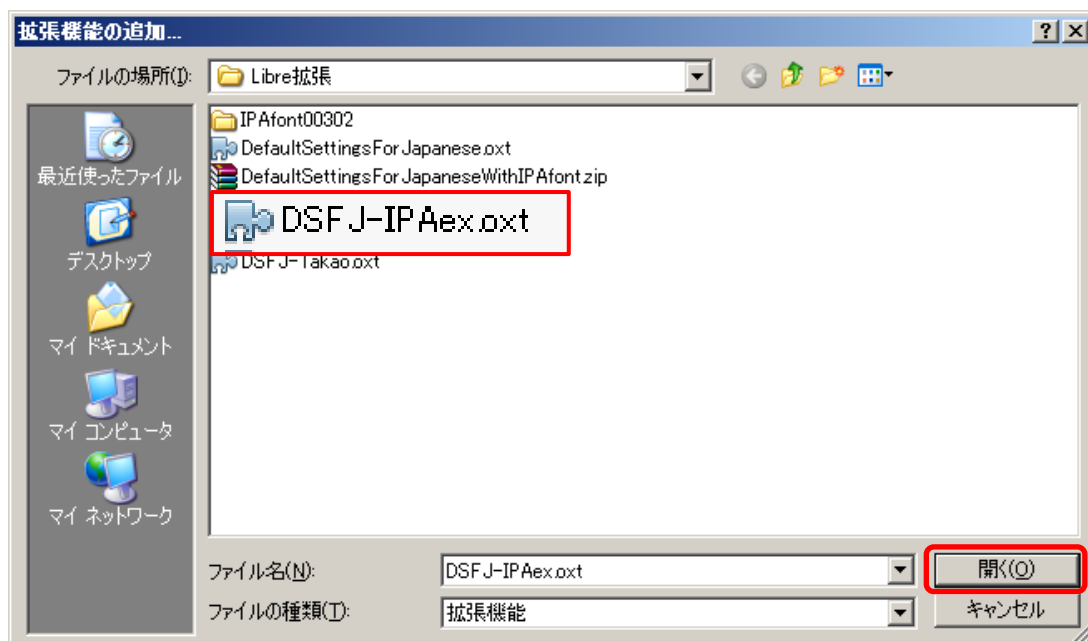 拡張機能の追加...
ファイルの場所(I):
Libre拡張
最近使ったファイル
デスクトップ
マイ ドキュメント
マイ コンピュータ
マイ ネットワーク
IPAfont00302
DefaultSettingsForJapanese.oxt
DefaultSettingsForJapaneseWithIPAfont.zip
DSFJ-IPAex.oxt
DSFJ-Takao.oxt
ファイル名(N):
DSFJ-IPAex.oxt
開く(O)
ファイルの種類(T):
拡張機能
キャンセル